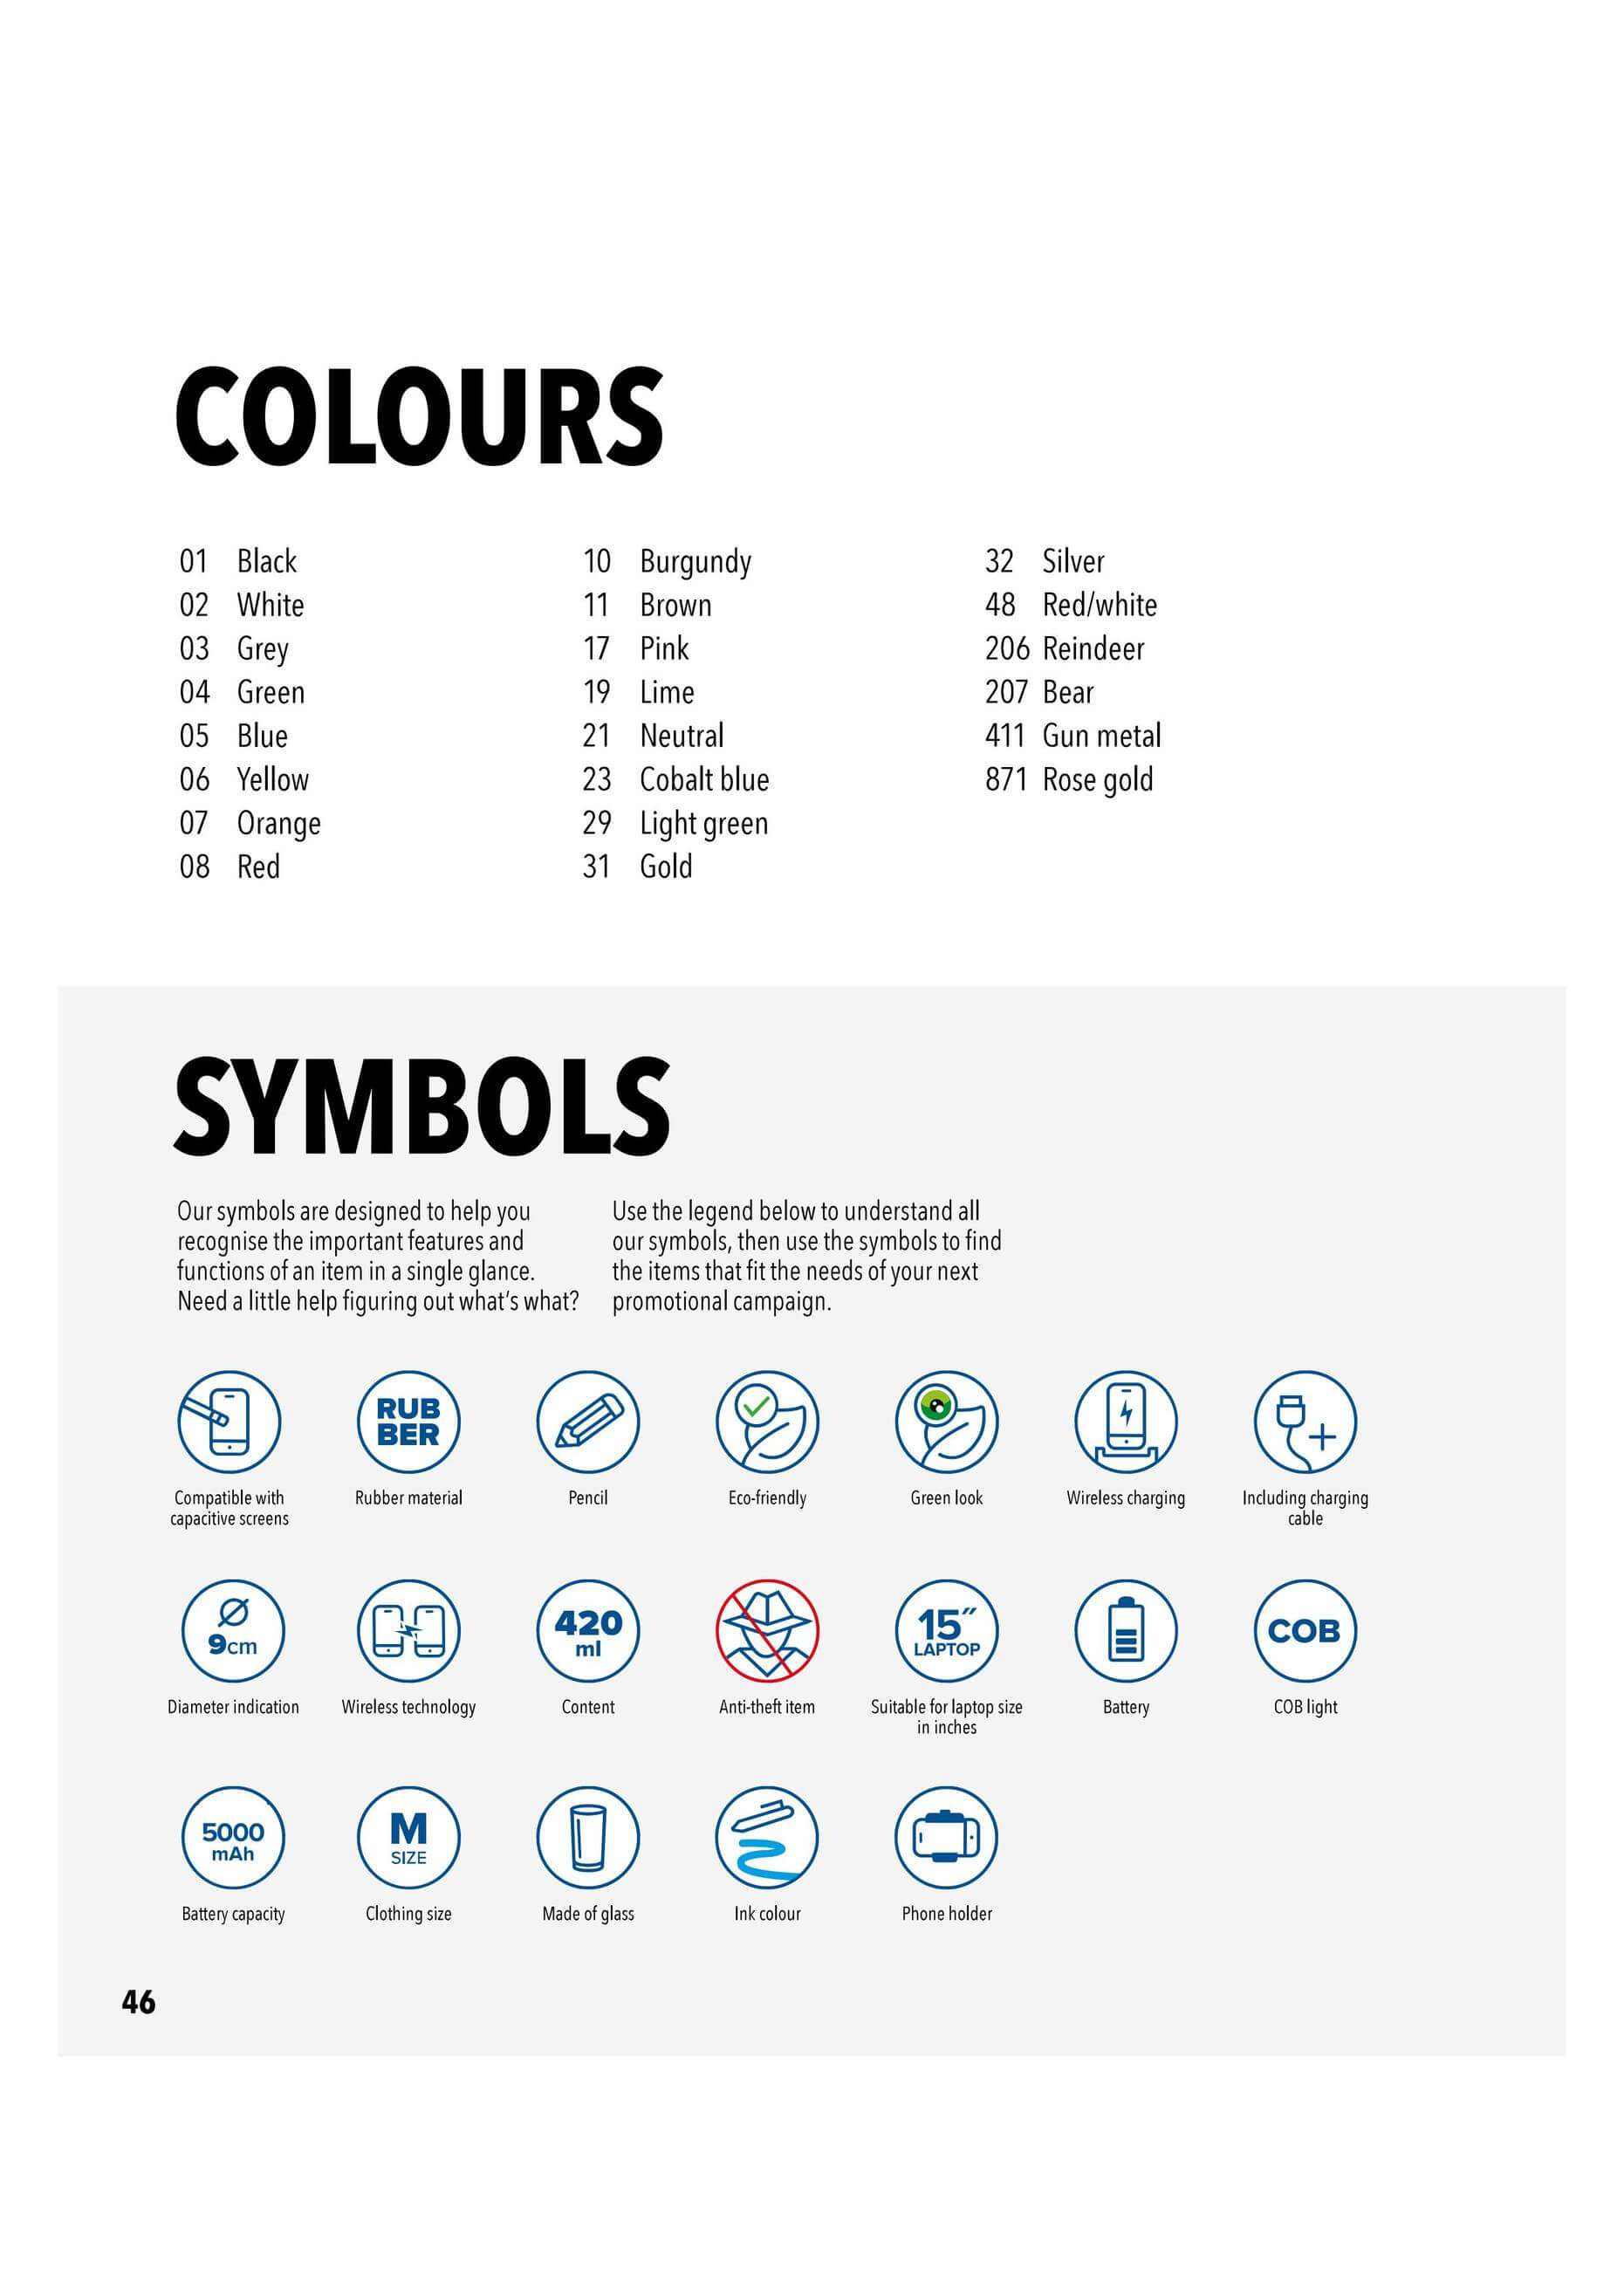 COLOURS
01 Black
02 White
03 Grey
04 Green
05 Blue
06 Yellow
07 Orange
08 Red
10 Burgundy
11 Brown
17 Pink
19 Lime
21 Neutral
23 Cobalt blue
29 Light green
31 Gold
32 Silver
48 Red/white
206 Reindeer
207 Bear
411 Gun metal
871 Rose gold
SYMBOLS
Our symbols are designed to help you
recognise the important features and
functions of an item in a single glance.
Need a little help figuring out what's what?
Use the legend below to understand all
our symbols, then use the symbols to find
the items that fit the needs of your next
promotional campaign.
Compatible with
capacitive screens
RUB
BER
Rubber material
Pencil
Eco-friendly
Green look
Wireless charging
Including charging
cable
Ø
9cm
Diameter indication
Wireless technology
420
ml
Content
Anti-theft item
15″
LAPTOP
Suitable for laptop size
in inches
Battery
COB
COB light
5000
mAh
Battery capacity
M
SIZE
Clothing size
Made of glass
Ink colour
Phone holder
46